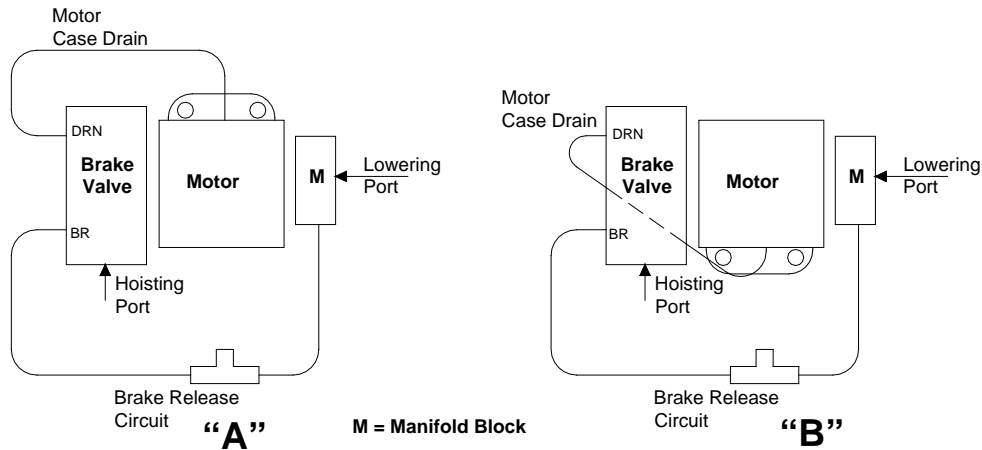 Motor
Case Drain
DRN
Brake
Valve
Motor
M
Lowering
Port
BR
Hoisting
Port
Brake Release
Circuit
“A”
M = Manifold Block
Motor
Case Drain
DRN
Brake
Valve
Motor
M
Lowering
Port
BR
Hoisting
Port
Brake Release
Circuit
“B”